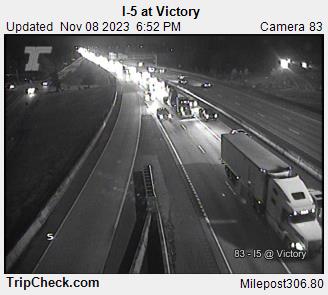 I-5 at Victory
Updated Nov 08 2023 6:52 PM Camera 83
83 - I5 @ Victory
TripCheck.com Milepost306.80